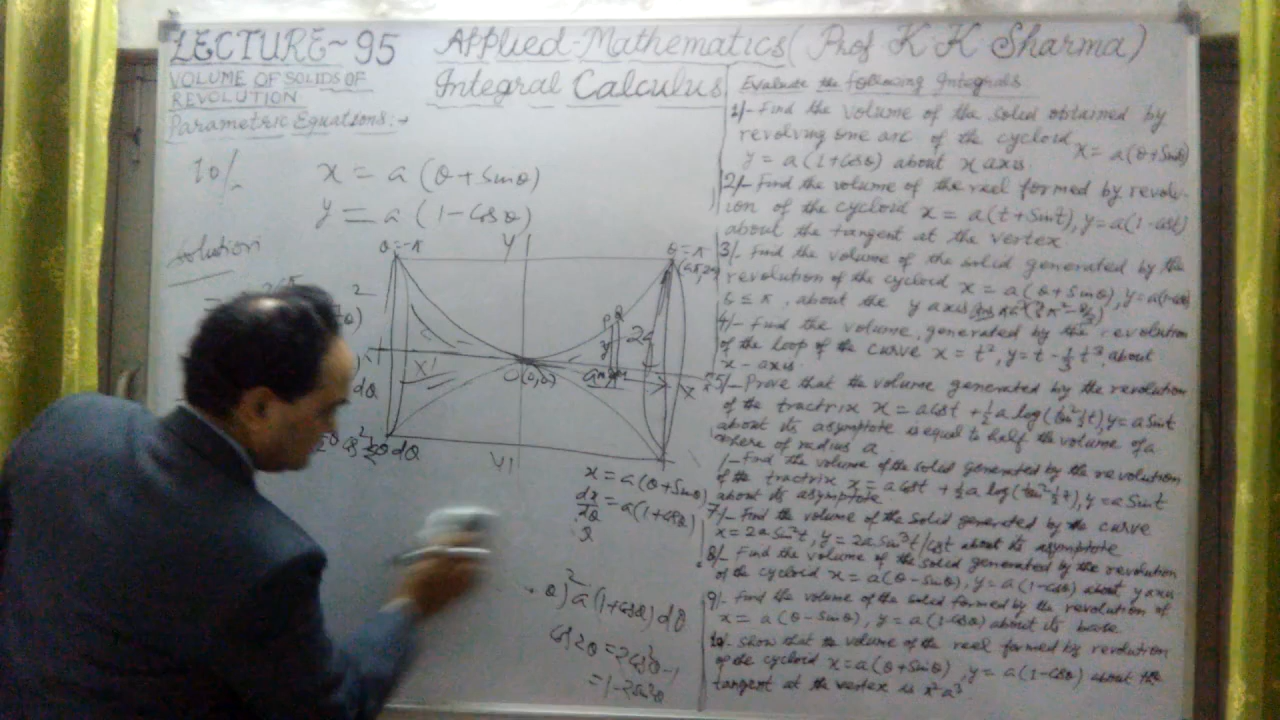 LECTURE~95 Applied-Mathematics (Prof K.K.Sharma)
VOLUME OF SOLIDS OF
REVOLUTION
Parametric Equations:→
Integral Calculus
10/.
x = a (θ + Sinθ)
y = a (1 - Cosθ)
Solution
θ=-π
Y
θ = π
2a
X'
O(0,0)
X
Y'
dθ
Cos² ½θ dθ
x = a(θ+Sinθ)
dx/dθ = a(1+Cosθ)
θ)² a (1+Cosθ) dθ
Cos2θ = 2Cos²θ-1
= 1-2Sin²θ
Evaluate the following Integrals
1/- Find the volume of the solid obtained by
revolving one arc of the cycloid x = a(θ+Sinθ)
y = a(1+Cosθ) about x axis
2/- Find the volume of the reel formed by revolu-
ion of the cycloid x = a(t+Sint), y=a(1-Cost)
about the tangent at the vertex
3/- Find the volume of the solid generated by the
revolution of the cycloid x = a(θ+Sinθ), y=a(1-Cosθ)
≤ π, about the y axis
4/- Find the volume, generated by the revolution
of the loop of the curve x = t², y = t - ⅓ t³ about
x - axis
5/- Prove that the volume generated by the revolution
of the tractrix x = a Cost + ½ a log (tan² ½t), y = a Sint
about its asymptote is equal to half the volume of a
sphere of radius a
/- Find the volume of the solid generated by the revolution
of the tractrix x = a Cost + ½ a log (tan² ½t), y = a Sint
about its asymptote
7/- Find the volume of the solid generated by the curve
x = 2a Sin²t, y = 2a Sin³t/Cost about its asymptote
8/- Find the volume of the solid generated by the revolution
of the cycloid x = a(θ-Sinθ), y = a(1-Cosθ) about y axis
9/- Find the volume of the solid formed by the revolution of
x = a(θ-Sinθ), y = a(1-Cosθ) about its base
10/- Show that the volume of the reel formed by revolution
of the cycloid x = a(θ+Sinθ), y = a(1-Cosθ) about the
tangent at the vertex is π²a³